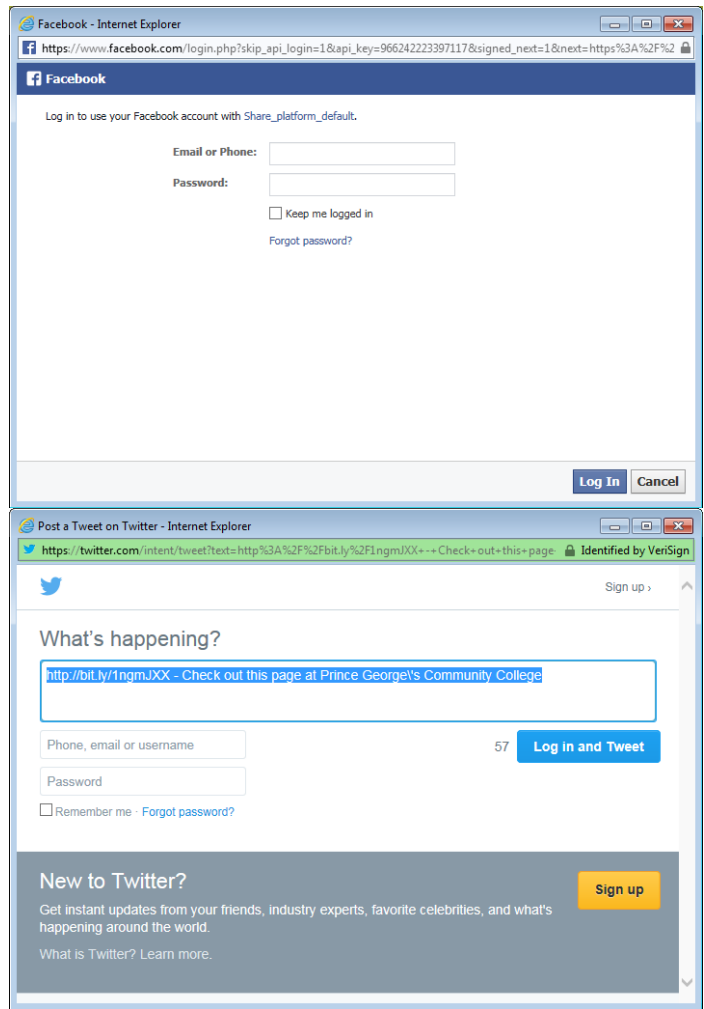 Facebook - Internet Explorer
https://www.facebook.com/login.php?skip_api_login=1&api_key=966242223397117&signed_next=1&next=https%3A%2F%2
Facebook
Log in to use your Facebook account with Share_platform_default.
Email or Phone:
Password:
Keep me logged in
Forgot password?
Log In Cancel
Post a Tweet on Twitter - Internet Explorer
https://twitter.com/intent/tweet?text=http%3A%2F%2Fbit.ly%2F1ngmJXX+-+Check+out+this+page Identified by VeriSign
Sign up ›
What's happening?
http://bit.ly/1ngmJXX - Check out this page at Prince George\'s Community College
Phone, email or username
57 Log in and Tweet
Password
Remember me · Forgot password?
New to Twitter?
Sign up
Get instant updates from your friends, industry experts, favorite celebrities, and what's
happening around the world.
What is Twitter? Learn more.